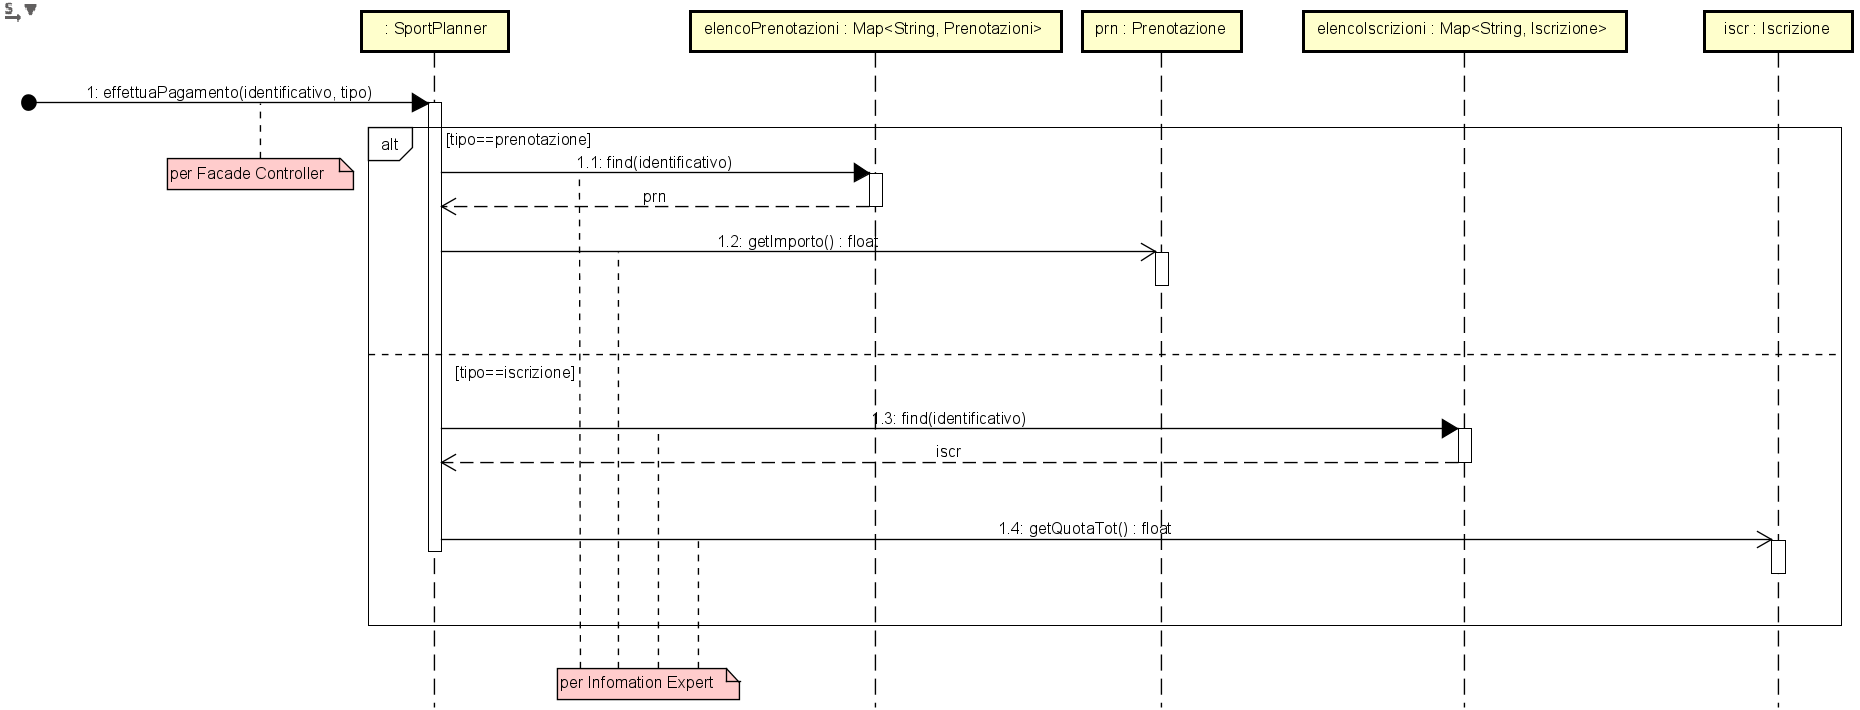 S
: SportPlanner
elencoPrenotazioni : Map<String, Prenotazioni>
prn : Prenotazione
elencoIscrizioni : Map<String, Iscrizione>
iscr : Iscrizione
1: effettuaPagamento(identificativo, tipo)
alt
[tipo==prenotazione]
1.1: find(identificativo)
per Facade Controller
prn
1.2: getImporto() : float
[tipo==iscrizione]
1.3: find(identificativo)
iscr
1.4: getQuotaTot() : float
per Infomation Expert